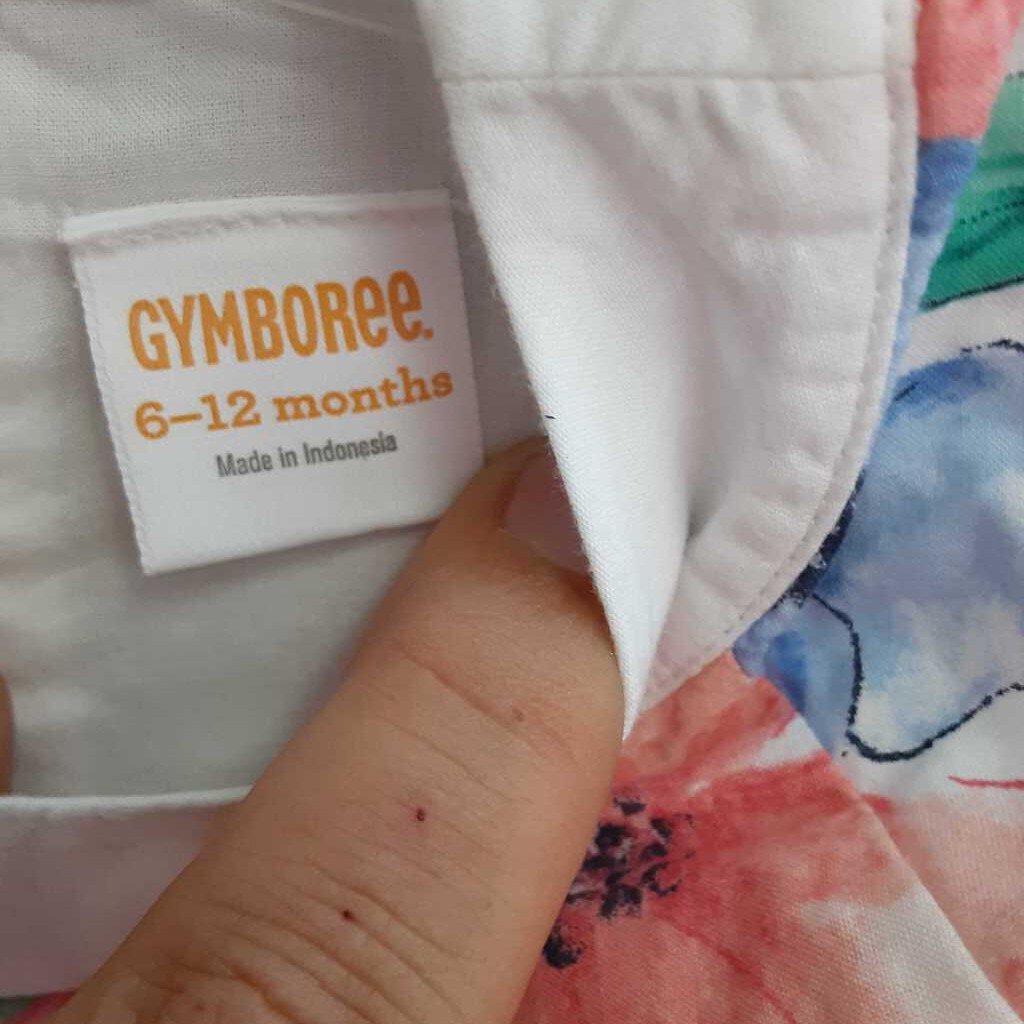 GYMBOREE.
6–12 months
Made in Indonesia